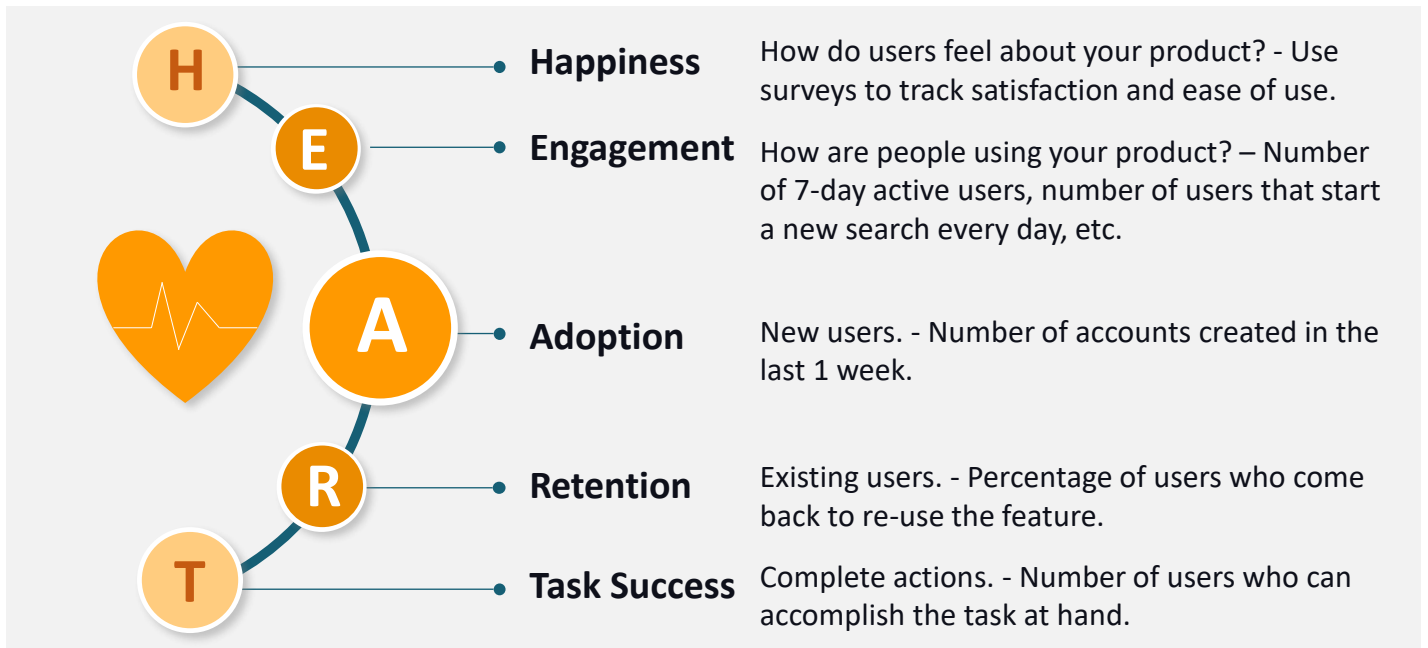 H
Happiness
How do users feel about your product? - Use
surveys to track satisfaction and ease of use.
E
Engagement
How are people using your product? – Number
of 7-day active users, number of users that start
a new search every day, etc.
A
Adoption
New users. - Number of accounts created in the
last 1 week.
R
Retention
Existing users. - Percentage of users who come
back to re-use the feature.
T
Task Success
Complete actions. - Number of users who can
accomplish the task at hand.